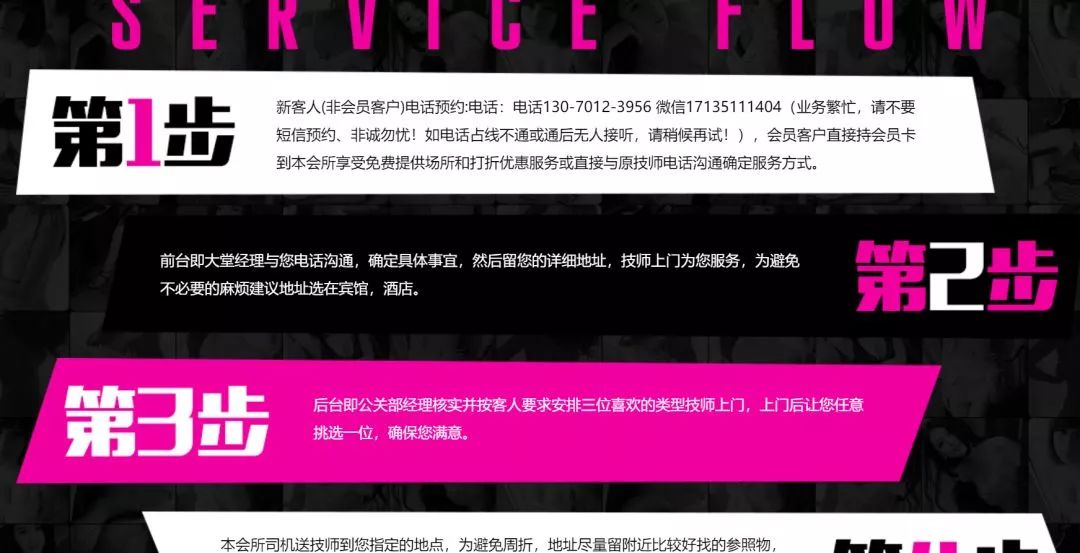 SERVICE FLOW
第1步
新客人(非会员客户)电话预约:电话：电话130-7012-3956 微信17135111404（业务繁忙，请不要
短信预约、非诚勿忧！如电话占线不通或通后无人接听，请稍候再试！），会员客户直接持会员卡
到本会所享受免费提供场所和打折优惠服务或直接与原技师电话沟通确定服务方式。
前台即大堂经理与您电话沟通，确定具体事宜，然后留您的详细地址，技师上门为您服务，为避免
不必要的麻烦建议地址选在宾馆，酒店。
第2步
第3步
后台即公关部经理核实并按客人要求安排三位喜欢的类型技师上门，上门后让您任意
挑选一位，确保您满意。
本会所司机送技师到您指定的地点，为避免周折，地址尽量留附近比较好找的参照物，